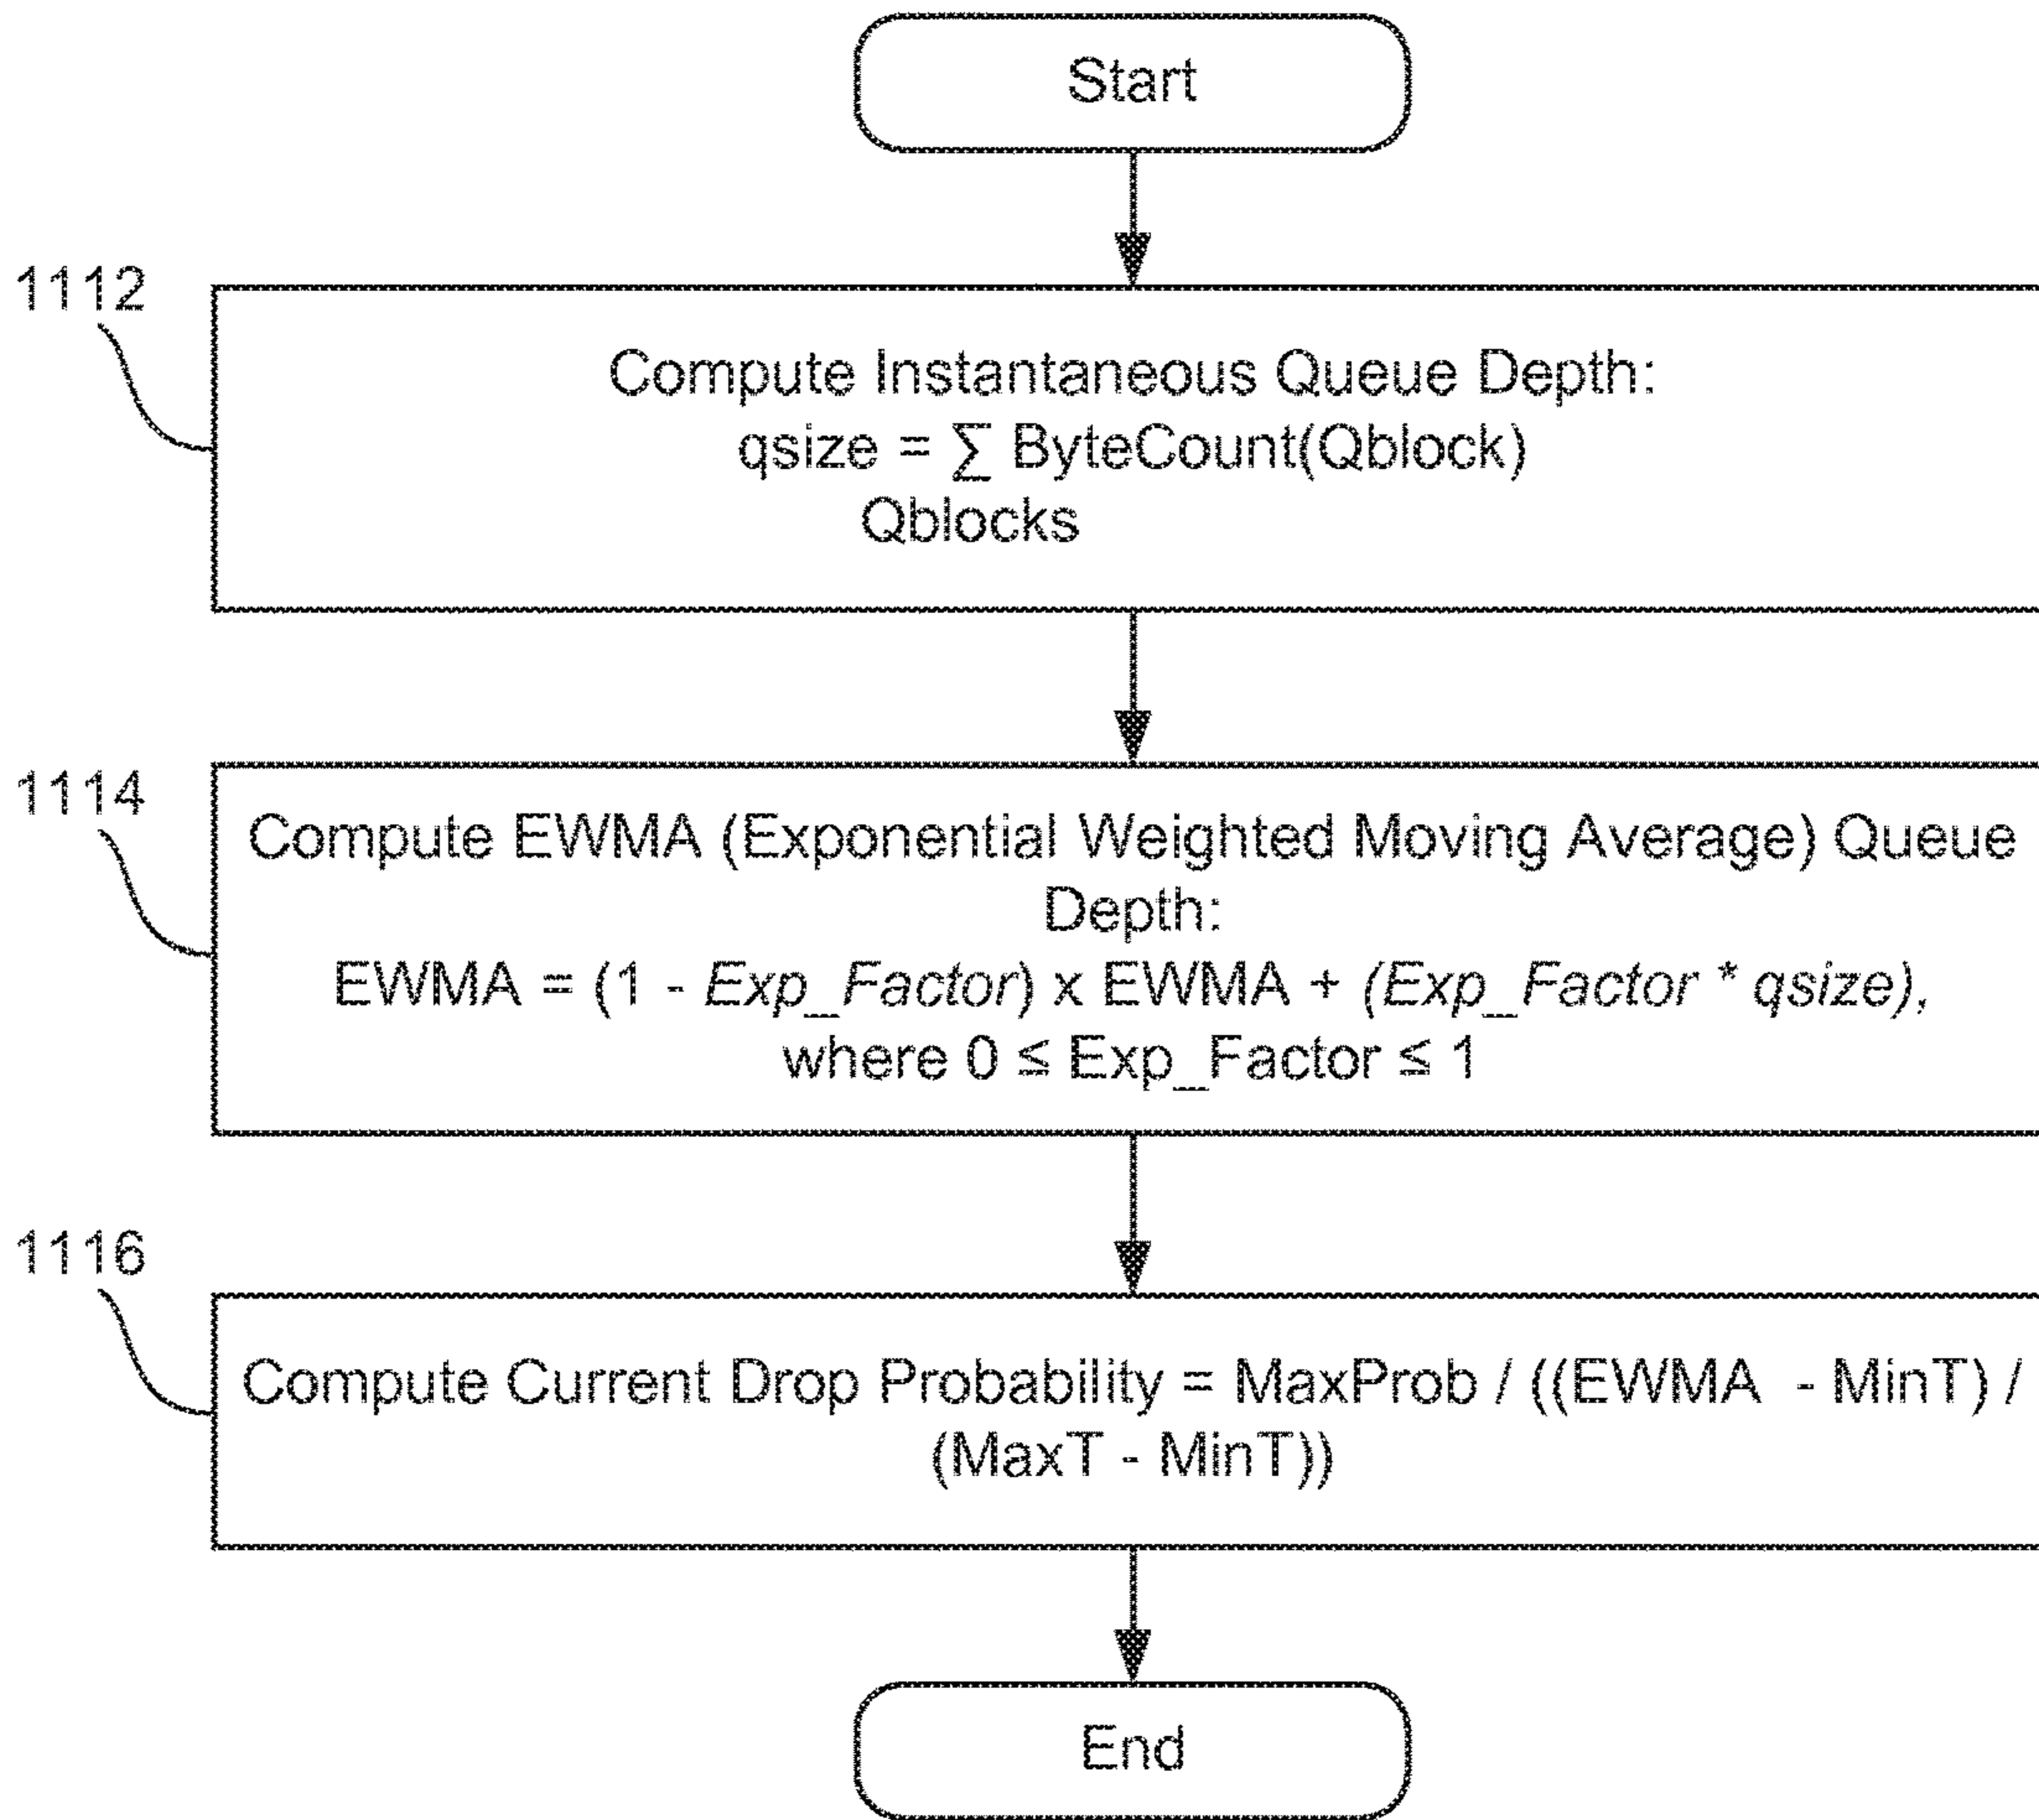 Start
1112
Compute Instantaneous Queue Depth:
qsize = ∑ ByteCount(Qblock)
Qblocks
1114
Compute EWMA (Exponential Weighted Moving Average) Queue
Depth:
EWMA = (1 - Exp_Factor) x EWMA + (Exp_Factor * qsize),
where 0 ≤ Exp_Factor ≤ 1
1116
Compute Current Drop Probability = MaxProb / ((EWMA - MinT) /
(MaxT - MinT))
End